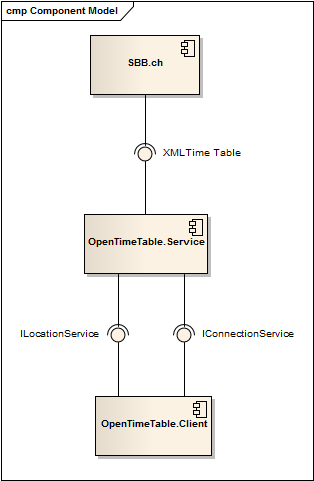 cmp Component Model
SBB.ch
XMLTime Table
OpenTimeTable.Service
ILocationService
IConnectionService
OpenTimeTable.Client